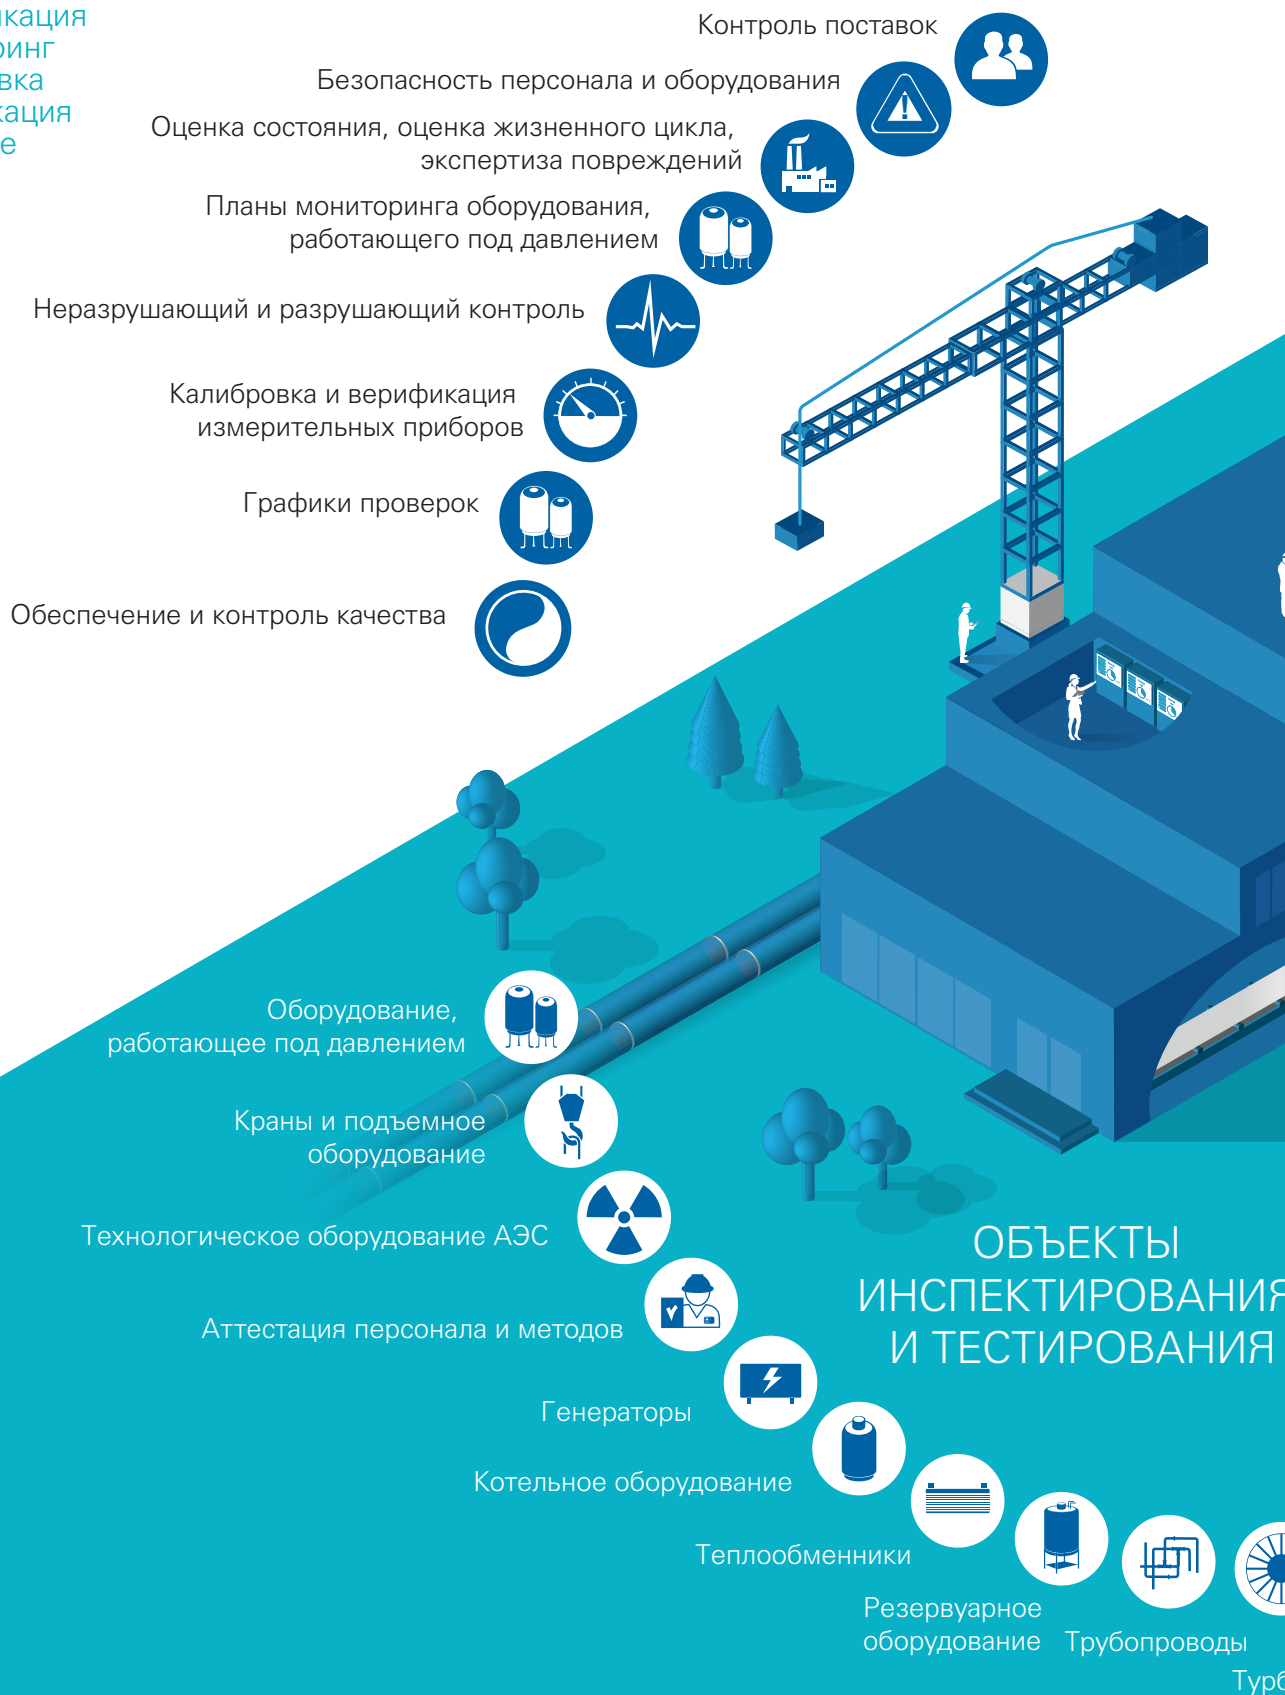 Контроль поставок
Безопасность персонала и оборудования
Оценка состояния, оценка жизненного цикла,
экспертиза повреждений
Планы мониторинга оборудования,
работающего под давлением
Неразрушающий и разрушающий контроль
Калибровка и верификация
измерительных приборов
Графики проверок
Обеспечение и контроль качества
Оборудование,
работающее под давлением
Краны и подъемное
оборудование
Технологическое оборудование АЭС
Аттестация персонала и методов
Генераторы
Котельное оборудование
Теплообменники
Резервуарное
оборудование
Трубопроводы
ОБЪЕКТЫ
ИНСПЕКТИРОВАНИЯ
И ТЕСТИРОВАНИЯ